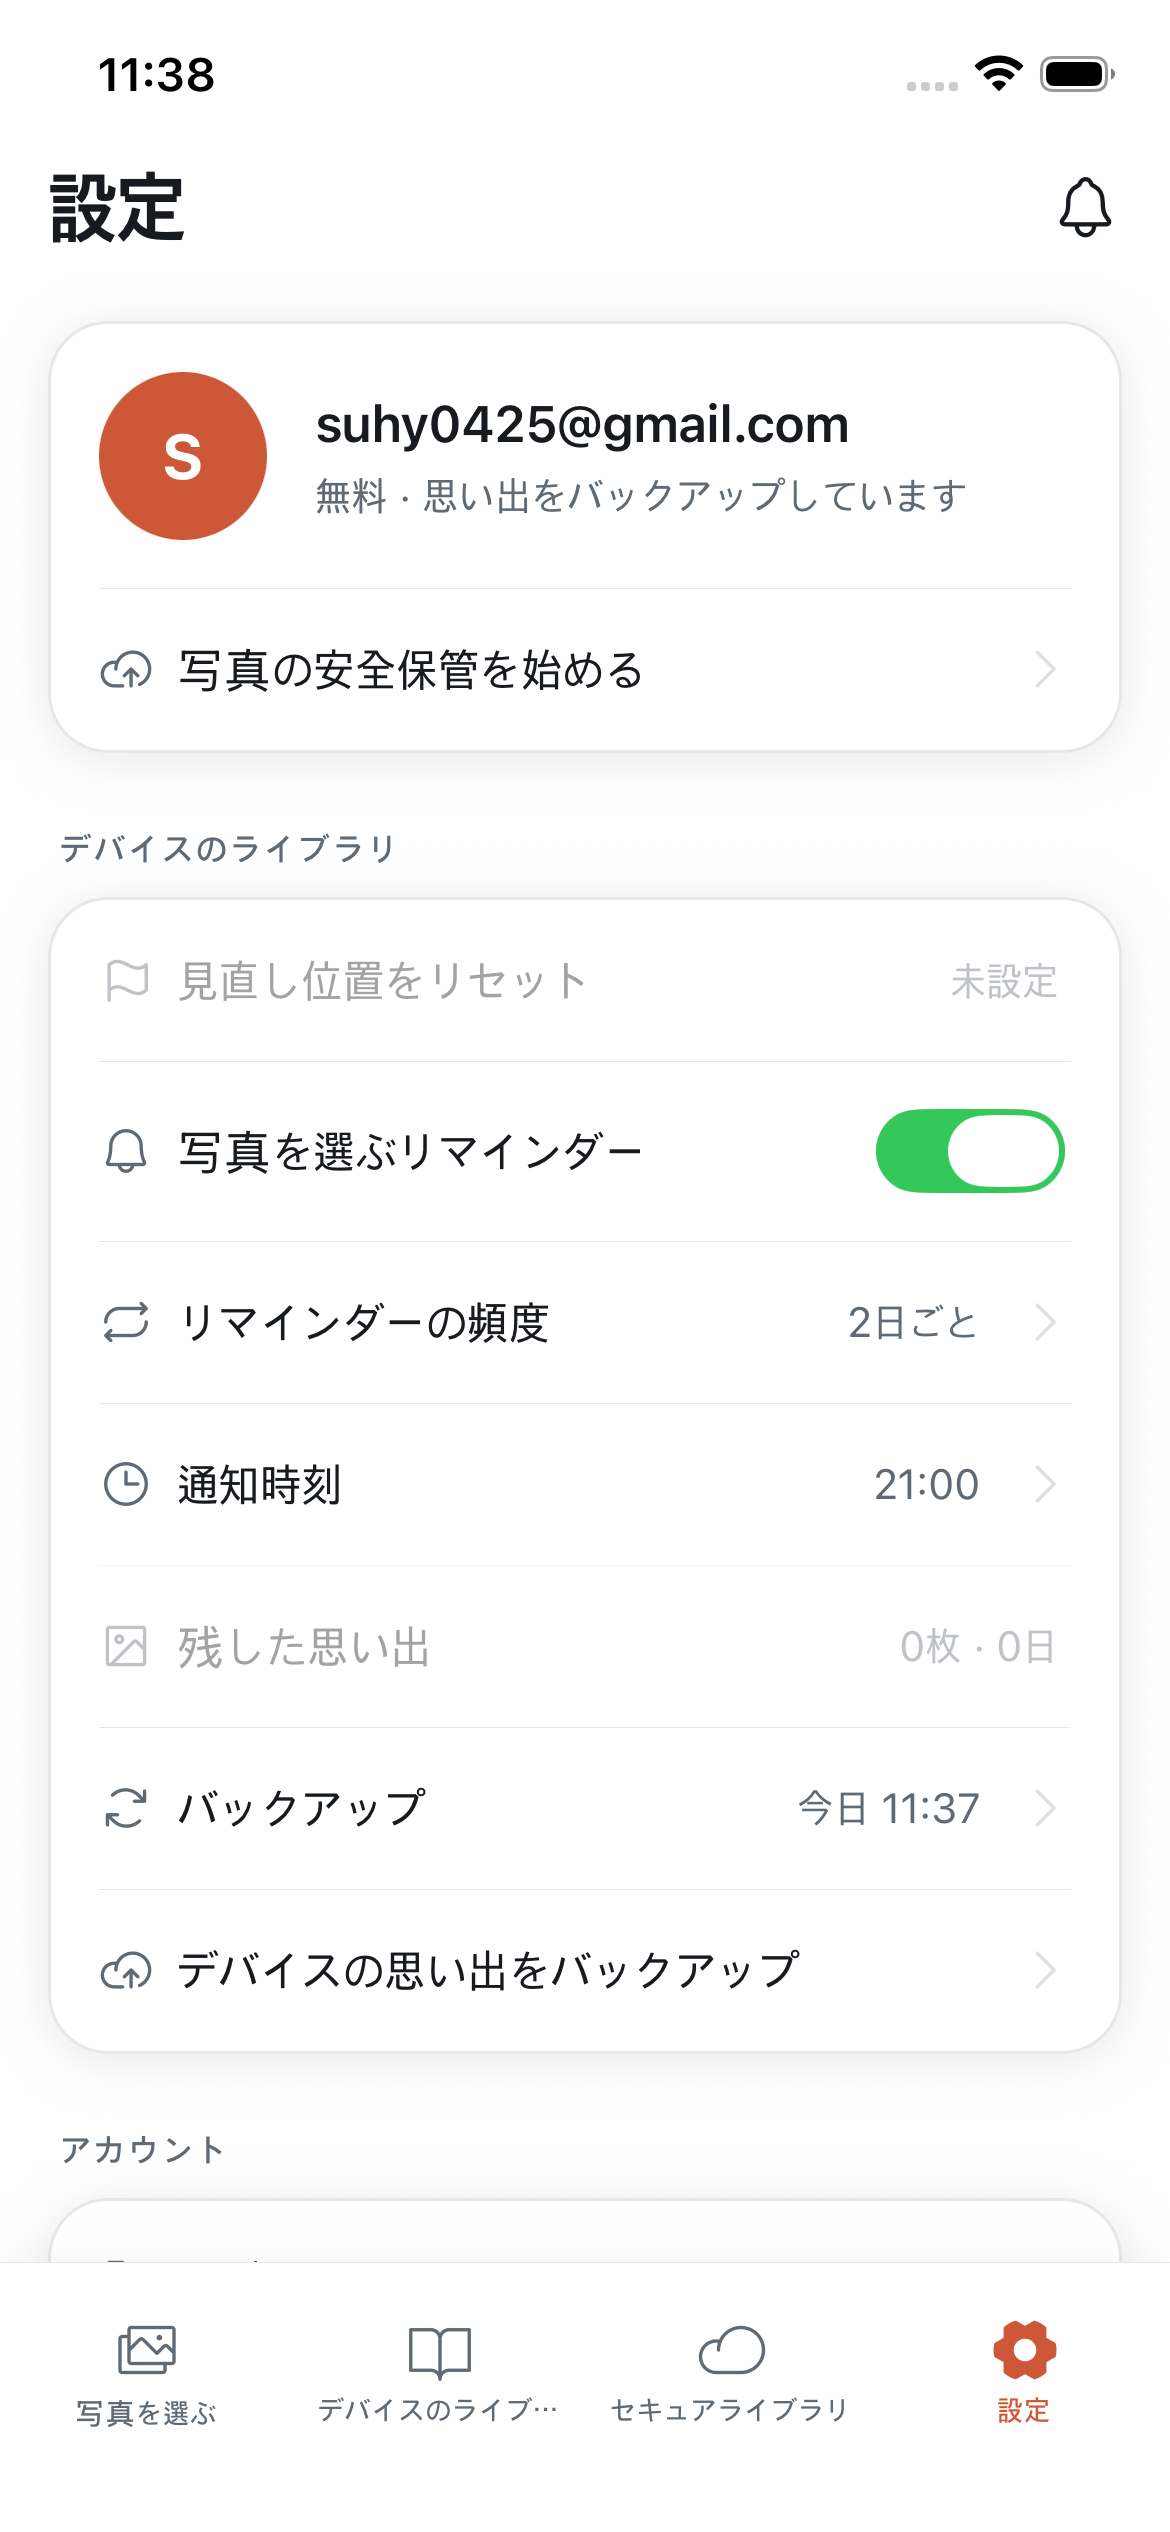 11:38
設定
S
suhy0425@gmail.com
無料 · 思い出をバックアップしています
写真の安全保管を始める
デバイスのライブラリ
見直し位置をリセット 未設定
写真を選ぶリマインダー
リマインダーの頻度 2日ごと
通知時刻 21:00
残した思い出 0枚 · 0日
バックアップ 今日 11:37
デバイスの思い出をバックアップ
アカウント
写真を選ぶ デバイスのライブ… セキュアライブラリ 設定